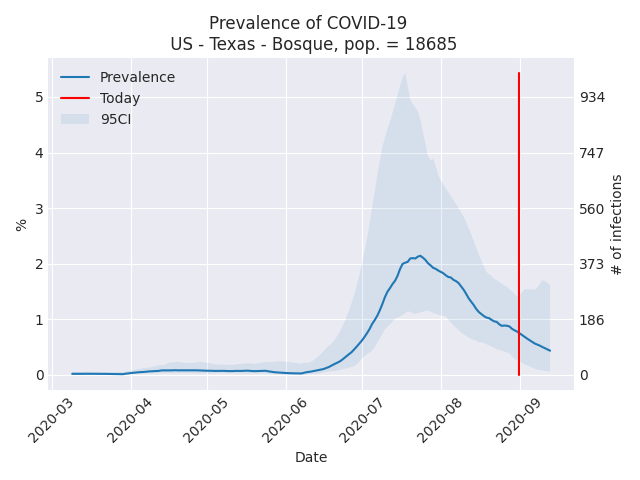 Prevalence of COVID-19
US - Texas - Bosque, pop. = 18685
Prevalence
Today
95CI
%
5
4
3
2
1
0
934
747
560
373
186
0
# of infections
2020-03
2020-04
2020-05
2020-06
2020-07
2020-08
2020-09
Date